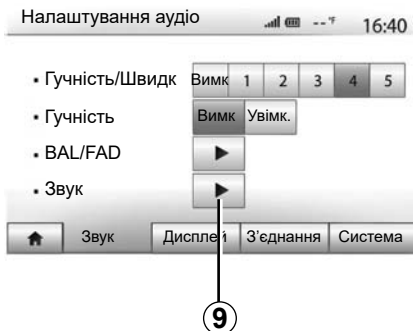 Налаштування аудіо --°F 16:40
• Гучність/Швидк Вимк 1 2 3 4 5
• Гучність Вимк Увімк.
• BAL/FAD
• Звук
Звук Дисплей З’єднання Система
9